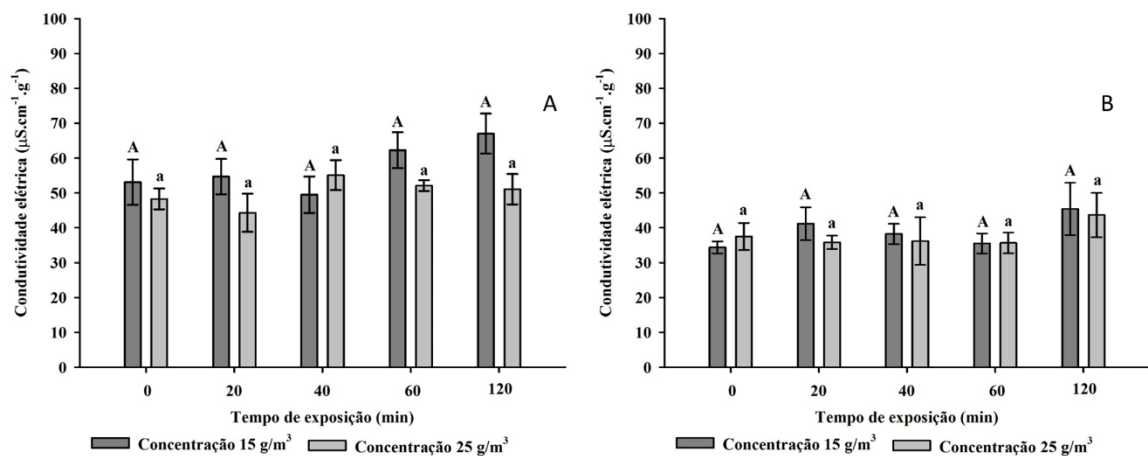 100
90
80
70
60
50
40
30
20
10
0
Condutividade elétrica (µS.cm⁻¹.g⁻¹)
A a A a A a A a A a
A
0 20 40 60 120
Tempo de exposição (min)
Concentração 15 g/m³ Concentração 25 g/m³
100
90
80
70
60
50
40
30
20
10
0
Condutividade elétrica (µS.cm⁻¹.g⁻¹)
A a A a A a A a A a
B
0 20 40 60 120
Tempo de exposição (min)
Concentração 15 g/m³ Concentração 25 g/m³